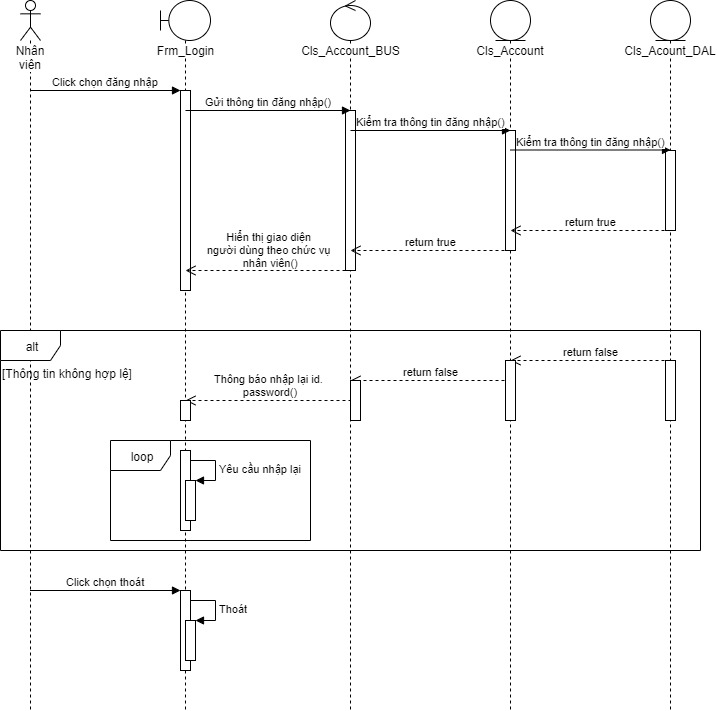 Nhân
viên
Frm_Login
Cls_Account_BUS
Cls_Account
Cls_Acount_DAL
Click chọn đăng nhập
Gửi thông tin đăng nhập()
Kiểm tra thông tin đăng nhập()
Kiểm tra thông tin đăng nhập()
return true
return true
Hiển thị giao diện
người dùng theo chức vụ
nhân viên()
alt
[Thông tin không hợp lệ]
return false
return false
Thông báo nhập lại id.
password()
loop
Yêu cầu nhập lại
Click chọn thoát
Thoát